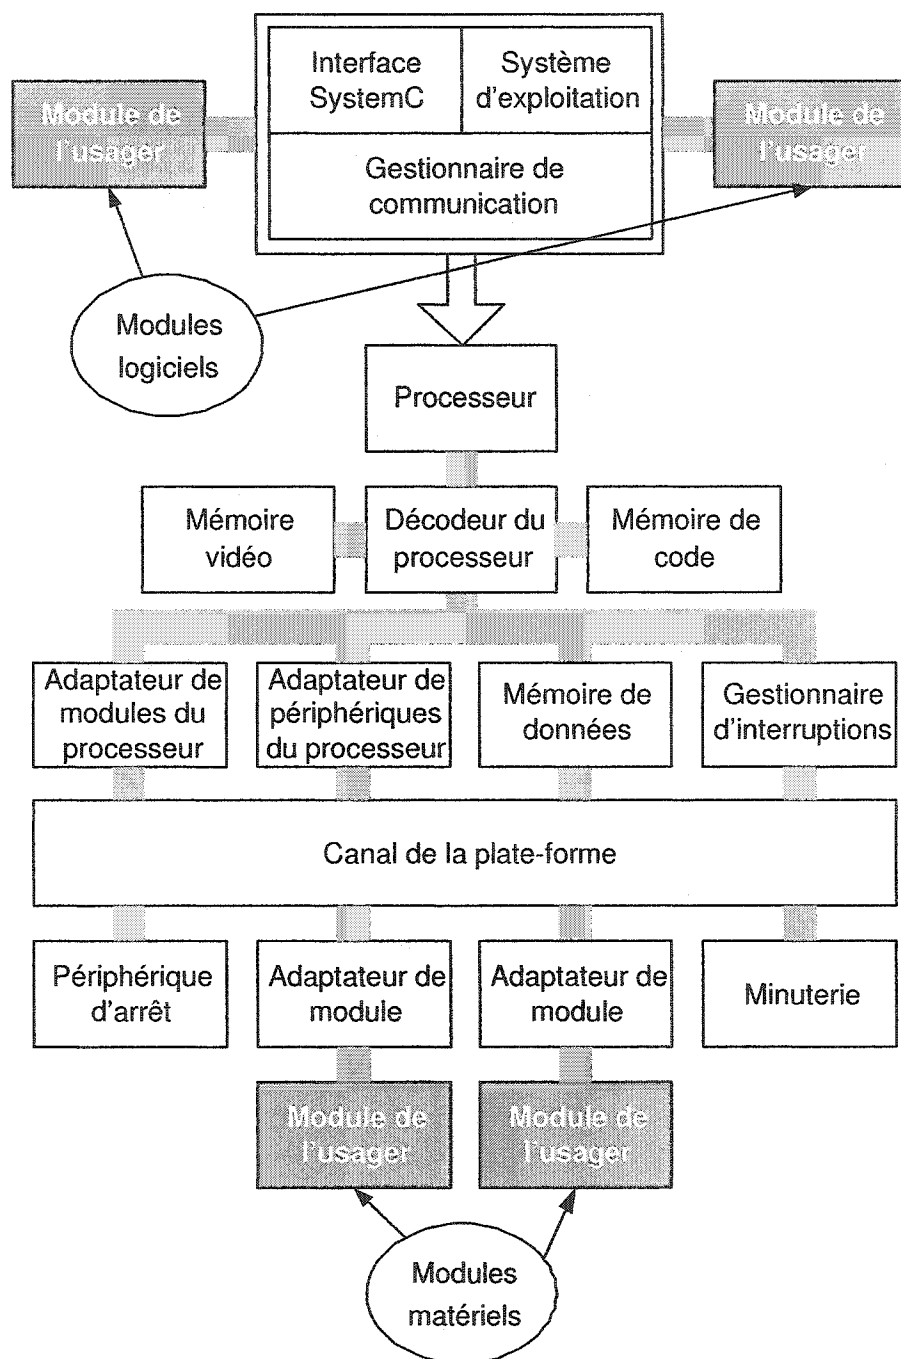 Interface
SystemC
Système
d'exploitation
Module de
l'usager
Module de
l'usager
Gestionnaire de
communication
Modules
logiciels
Processeur
Mémoire
vidéo
Décodeur du
processeur
Mémoire de
code
Adaptateur de
modules du
processeur
Adaptateur de
périphériques
du processeur
Mémoire de
données
Gestionnaire
d'interruptions
Canal de la plate-forme
Périphérique
d'arrêt
Adaptateur de
module
Adaptateur de
module
Minuterie
Module de
l'usager
Module de
l'usager
Modules
matériels